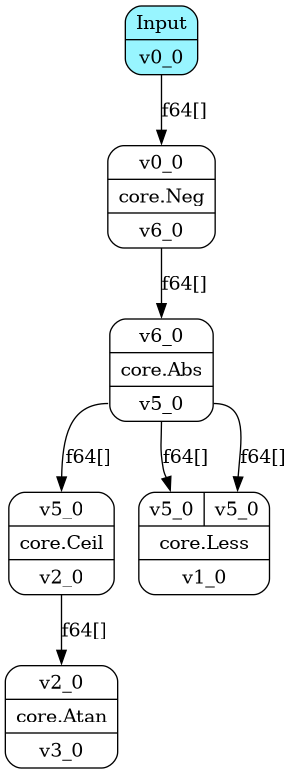 Input
v0_0
f64[]
v0_0
core.Neg
v6_0
f64[]
v6_0
core.Abs
v5_0
f64[] f64[] f64[]
v5_0
core.Ceil
v2_0
v5_0 v5_0
core.Less
v1_0
f64[]
v2_0
core.Atan
v3_0